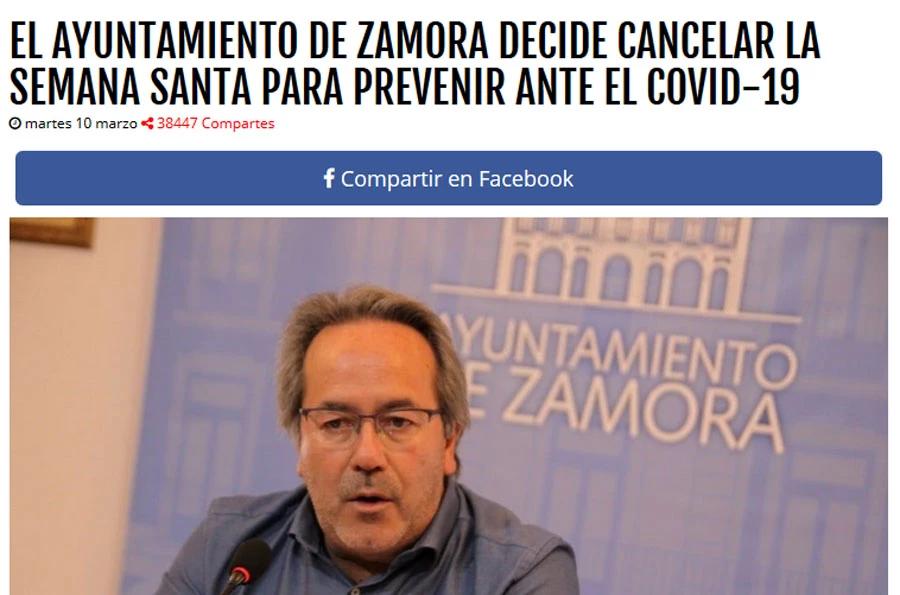 EL AYUNTAMIENTO DE ZAMORA DECIDE CANCELAR LA
SEMANA SANTA PARA PREVENIR ANTE EL COVID-19
martes 10 marzo 38447 Compartes
Compartir en Facebook
AYUNTAMIENTO
DE ZAMORA